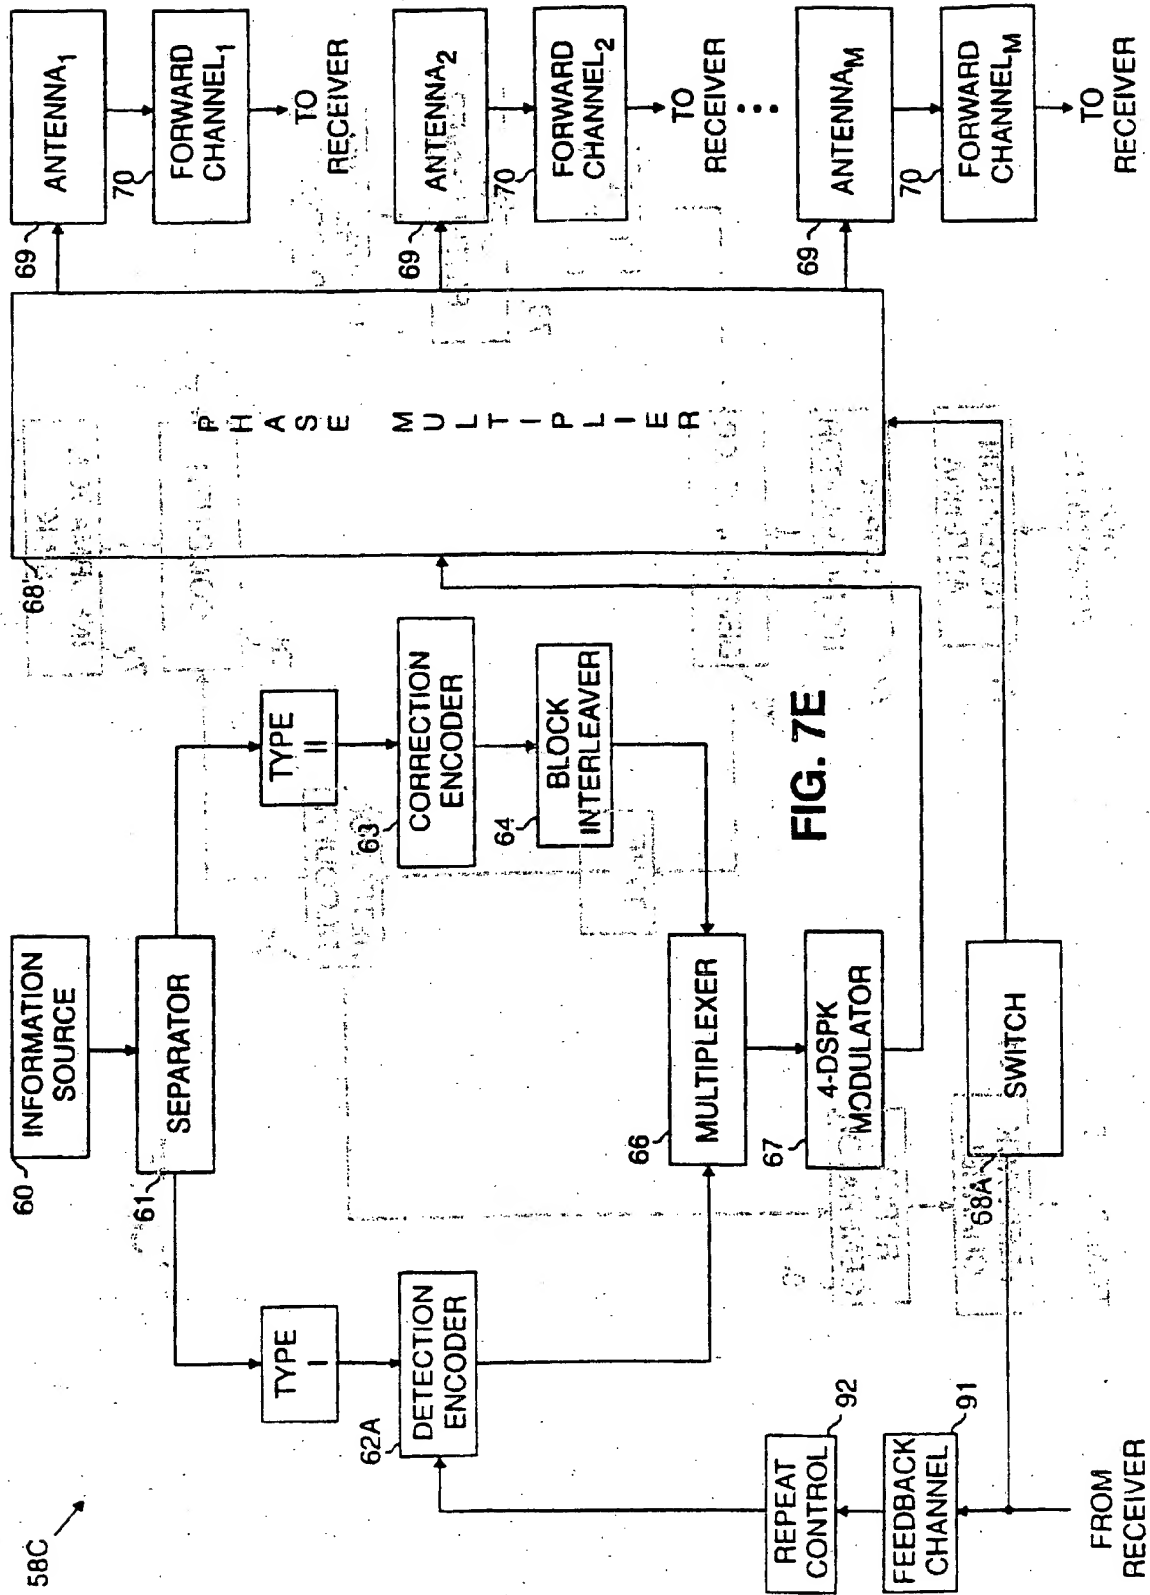 58C
60
INFORMATION
SOURCE
61
SEPARATOR
TYPE
I
TYPE
II
62A
DETECTION
ENCODER
63
CORRECTION
ENCODER
64
BLOCK
INTERLEAVER
66
MULTIPLEXER
67
4-DSPK
MODULATOR
68A
SWITCH
REPEAT
CONTROL
92
FEEDBACK
CHANNEL
91
FROM
RECEIVER
68
PHASE MULTIPLIER
69
ANTENNA1
70
FORWARD
CHANNEL1
TO
RECEIVER
69
ANTENNA2
70
FORWARD
CHANNEL2
TO
RECEIVER
69
ANTENNAM
70
FORWARD
CHANNELM
TO
RECEIVER
FIG. 7E